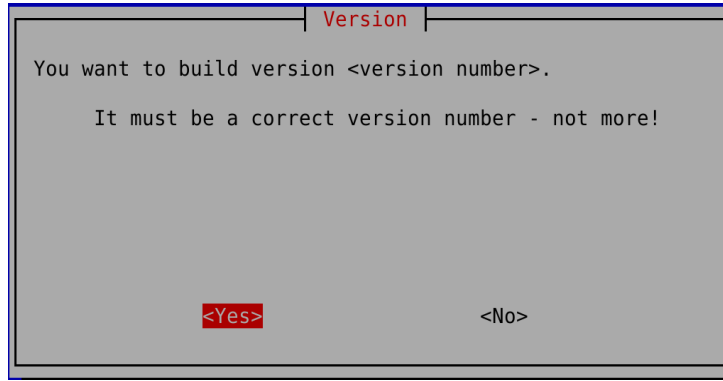 Version
You want to build version <version number>.
It must be a correct version number - not more!
<Yes> <No>